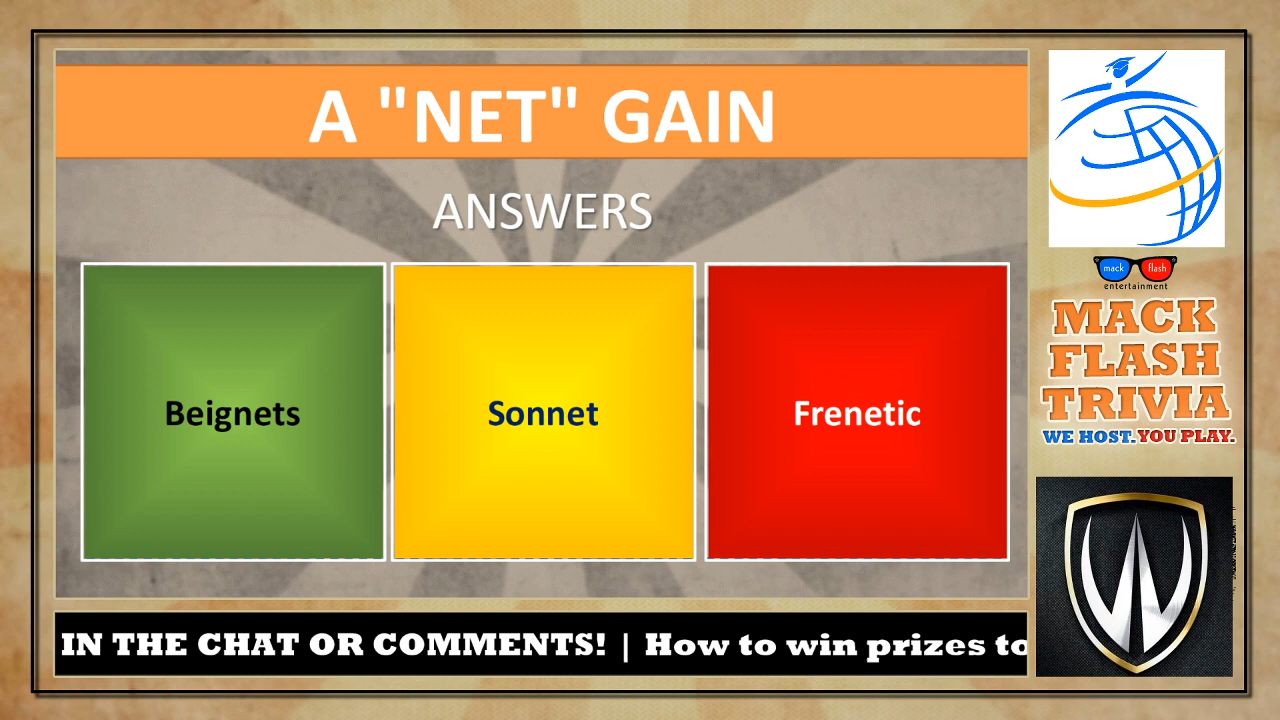 A "NET" GAIN
ANSWERS
Beignets
Sonnet
Frenetic
IN THE CHAT OR COMMENTS! | How to win prizes to
mack flash
entertainment
MACK
FLASH
TRIVIA
WE HOST. YOU PLAY.